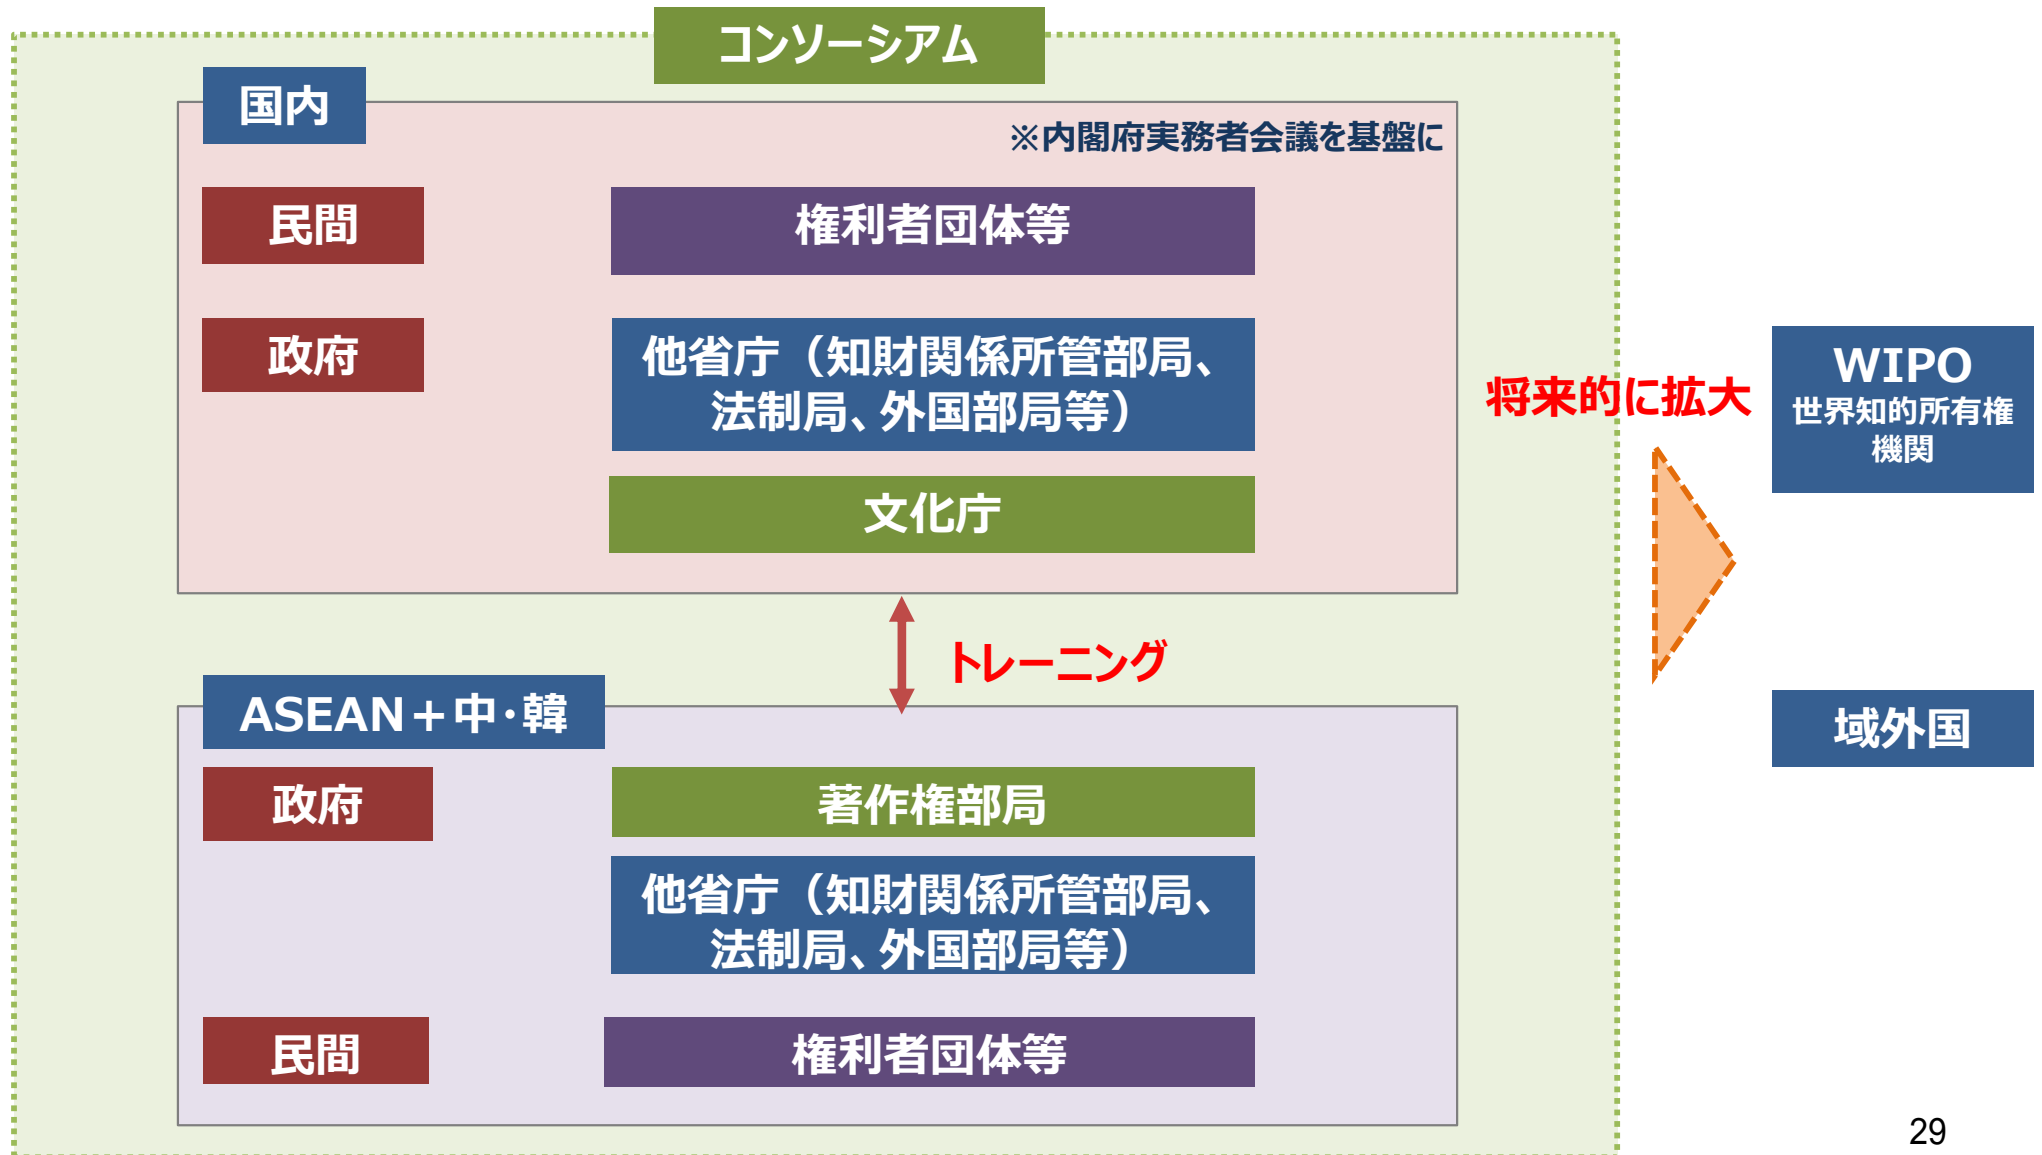 コンソーシアム
国内
※内閣府実務者会議を基盤に
民間
権利者団体等
政府
他省庁（知財関係所管部局、
法制局、外国部局等）
文化庁
トレーニング
ASEAN＋中・韓
政府
著作権部局
他省庁（知財関係所管部局、
法制局、外国部局等）
民間
権利者団体等
将来的に拡大
WIPO
世界知的所有権
機関
域外国
29